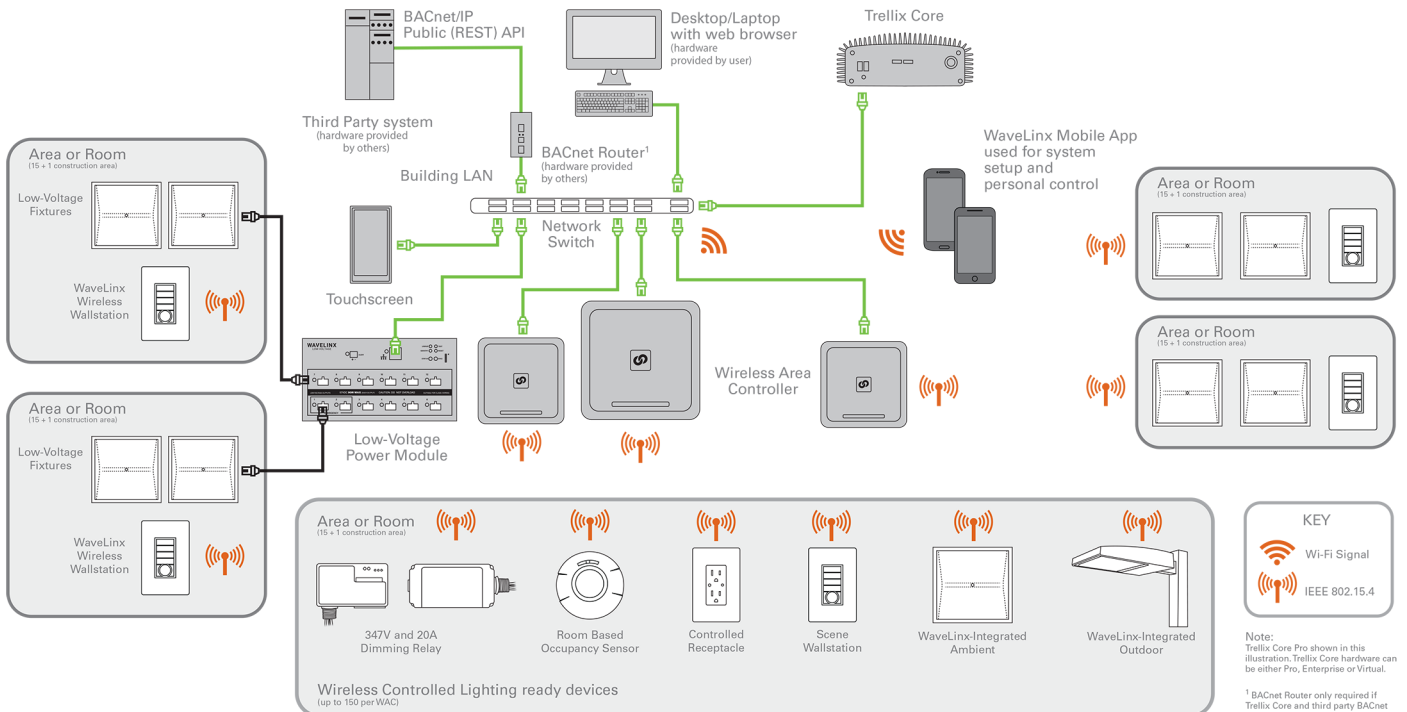 BACnet/IP
Public (REST) API
Desktop/Laptop
with web browser
(hardware
provided by user)
Trellix Core
Third Party system
(hardware provided
by others)
BACnet Router1
(hardware provided
by others)
Building LAN
Network
Switch
Touchscreen
WaveLinx Mobile App
used for system
setup and
personal control
Area or Room
(15 + 1 construction area)
Low-Voltage
Fixtures
WaveLinx
Wireless
Wallstation
Area or Room
(15 + 1 construction area)
Low-Voltage
Fixtures
WaveLinx
Wireless
Wallstation
WAVELINX
Low-Voltage
Power Module
Wireless Area
Controller
Area or Room
(15 + 1 construction area)
Area or Room
(15 + 1 construction area)
Area or Room
(15 + 1 construction area)
347V and 20A
Dimming Relay
Room Based
Occupancy Sensor
Controlled
Receptacle
Scene
Wallstation
WaveLinx-Integrated
Ambient
WaveLinx-Integrated
Outdoor
Wireless Controlled Lighting ready devices
(up to 150 per WAC)
KEY
Wi-Fi Signal
IEEE 802.15.4
Note:
Trellix Core Pro shown in this
illustration. Trellix Core hardware can
be either Pro, Enterprise or Virtual.
1 BACnet Router only required if
Trellix Core and third party BACnet